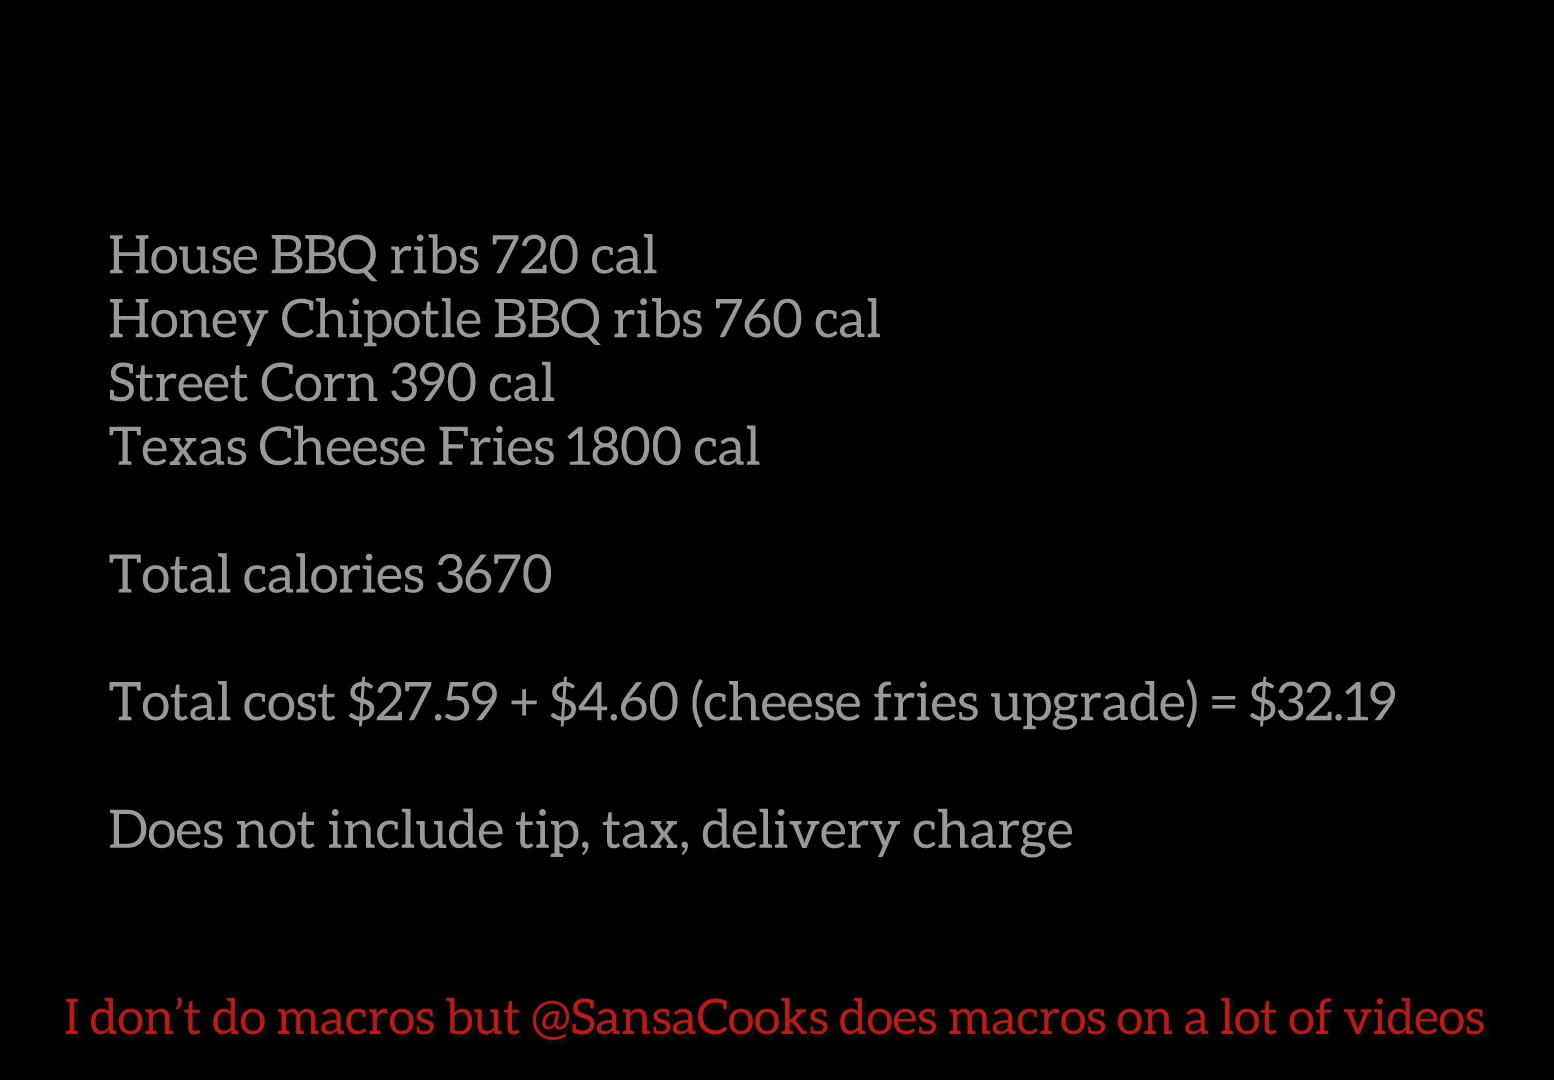 House BBQ ribs 720 cal
Honey Chipotle BBQ ribs 760 cal
Street Corn 390 cal
Texas Cheese Fries 1800 cal
Total calories 3670
Total cost $27.59 + $4.60 (cheese fries upgrade) = $32.19
Does not include tip, tax, delivery charge
I don’t do macros but @SansaCooks does macros on a lot of videos